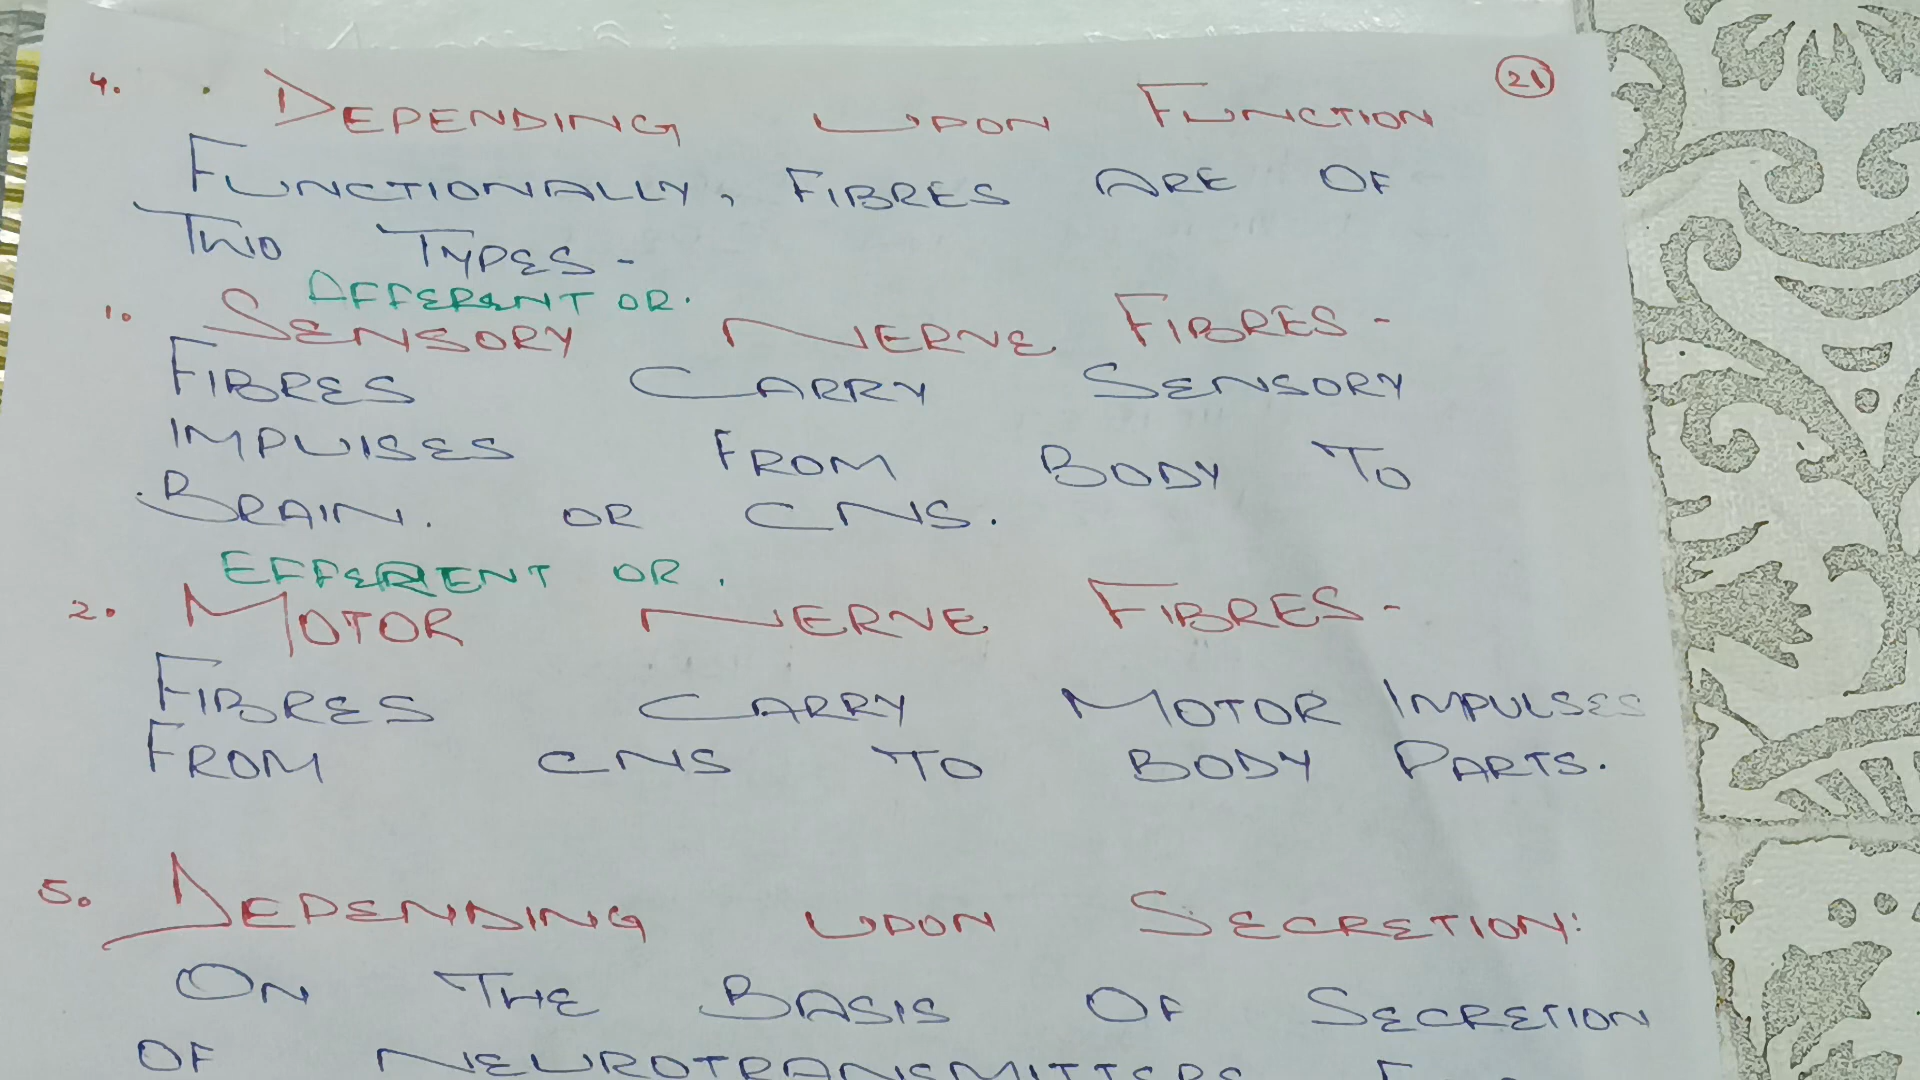 21
4. DEPENDING UPON FUNCTION
FUNCTIONALLY, FIBRES ARE OF
TWO TYPES -
AFFERENT OR.
1. SENSORY NERVE FIBRES -
FIBRES CARRY SENSORY
IMPULSES FROM BODY TO
BRAIN. OR CNS.
EFFERENT OR.
2. MOTOR NERVE FIBRES -
FIBRES CARRY MOTOR IMPULSES
FROM CNS TO BODY PARTS.
5. DEPENDING UPON SECRETION:
ON THE BASIS OF SECRETION
OF NEUROTRANSMITTERS